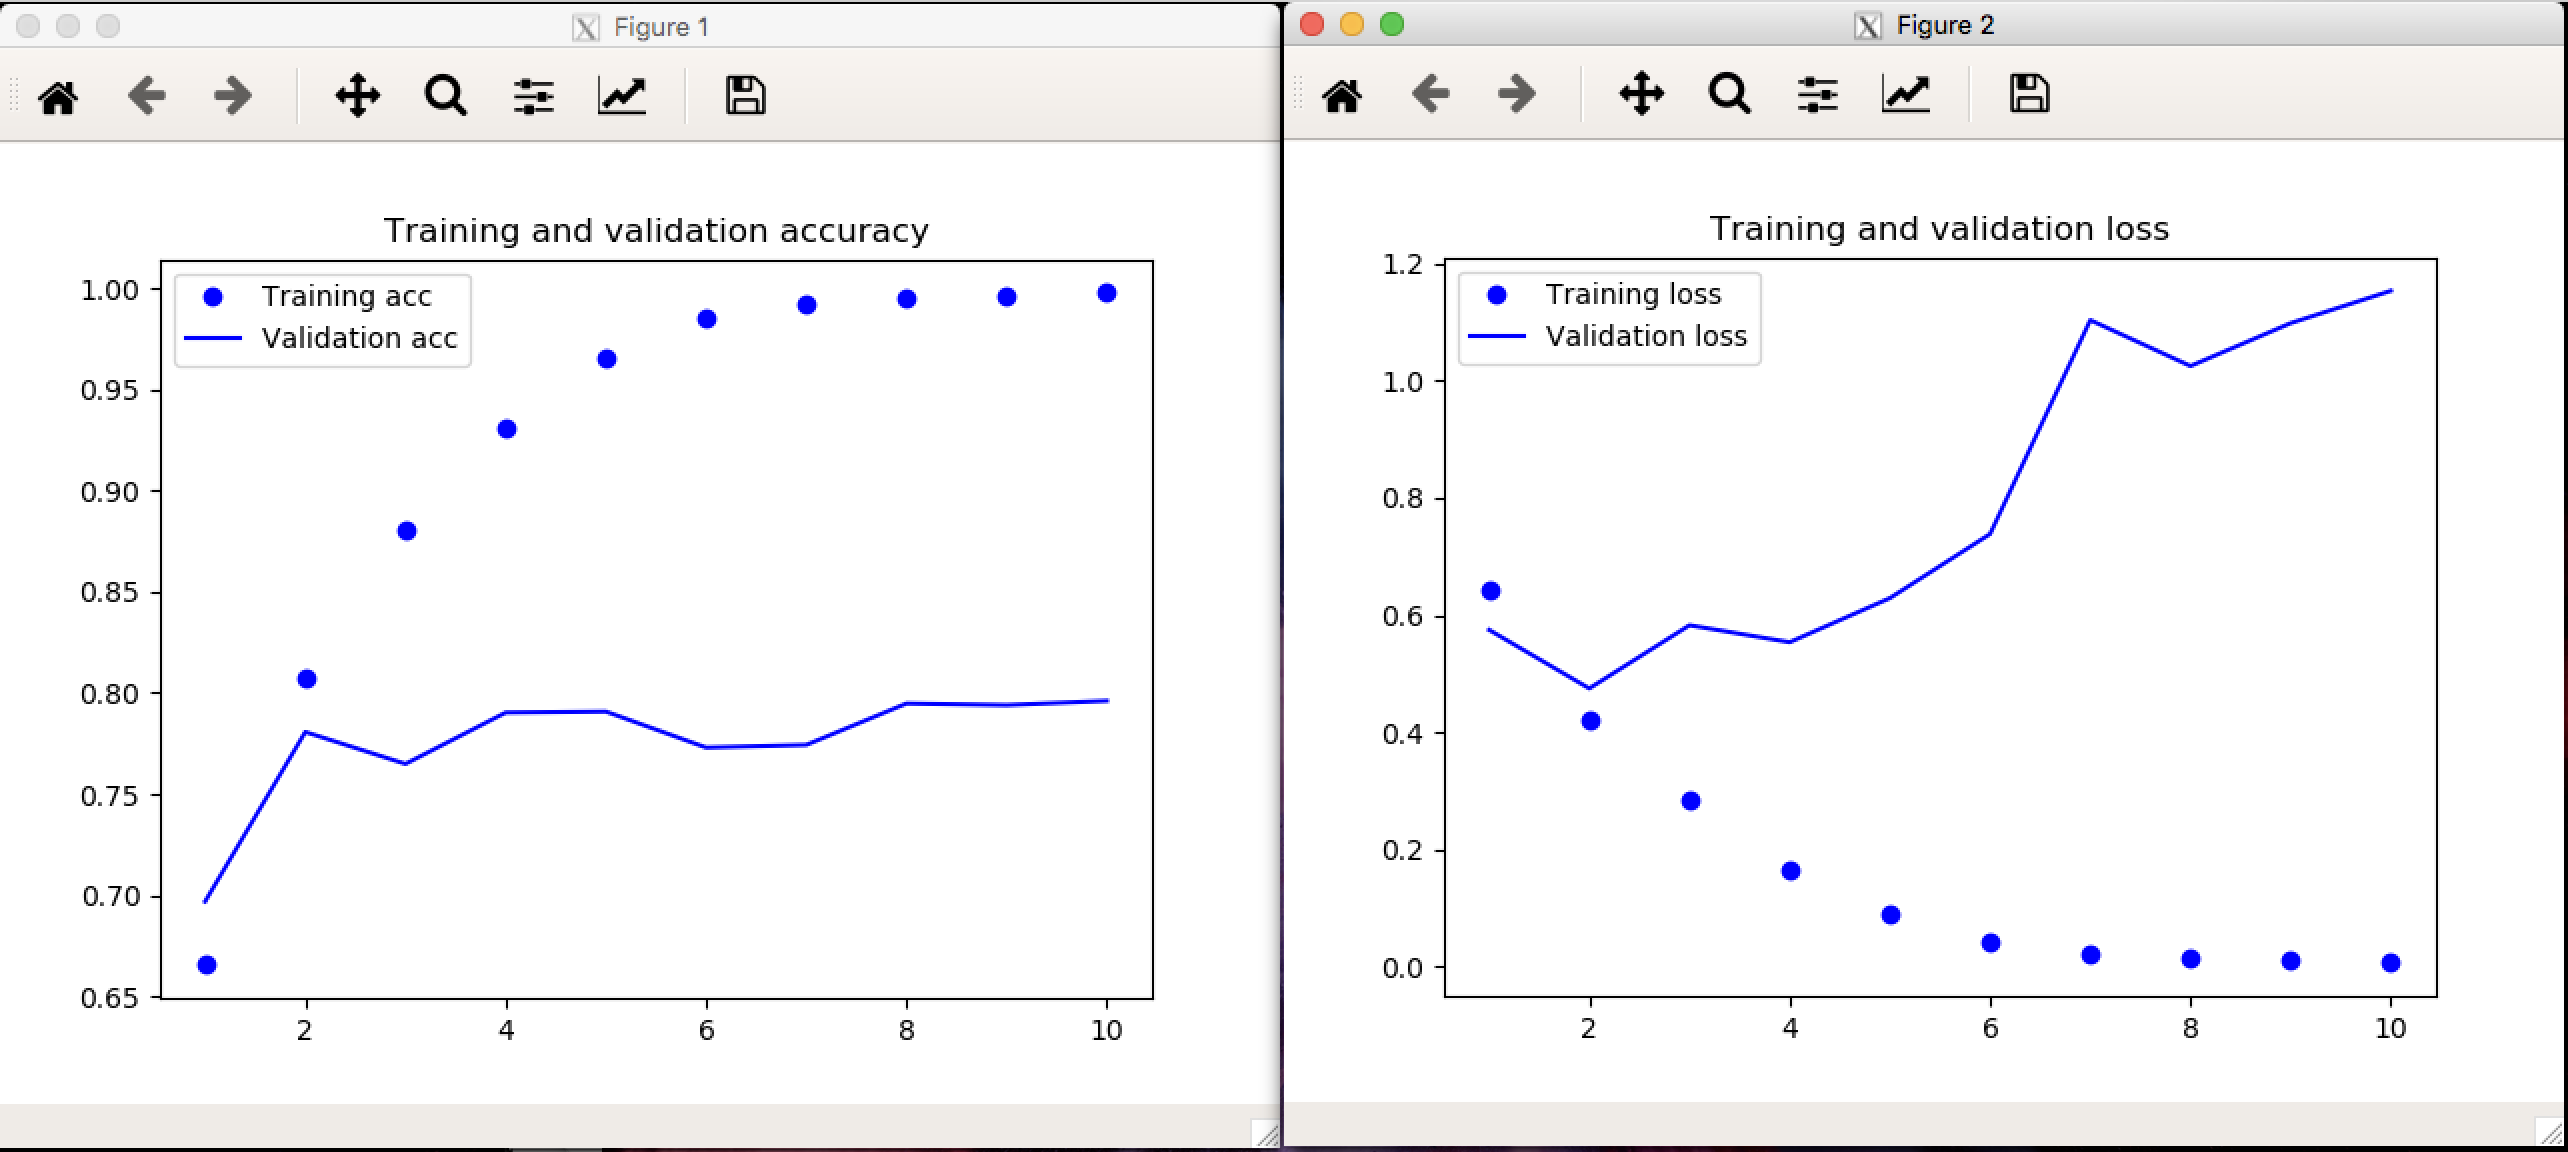 Figure 1
Training and validation accuracy
Training acc
Validation acc
1.00
0.95
0.90
0.85
0.80
0.75
0.70
0.65
2 4 6 8 10
Figure 2
Training and validation loss
Training loss
Validation loss
1.2
1.0
0.8
0.6
0.4
0.2
0.0
2 4 6 8 10